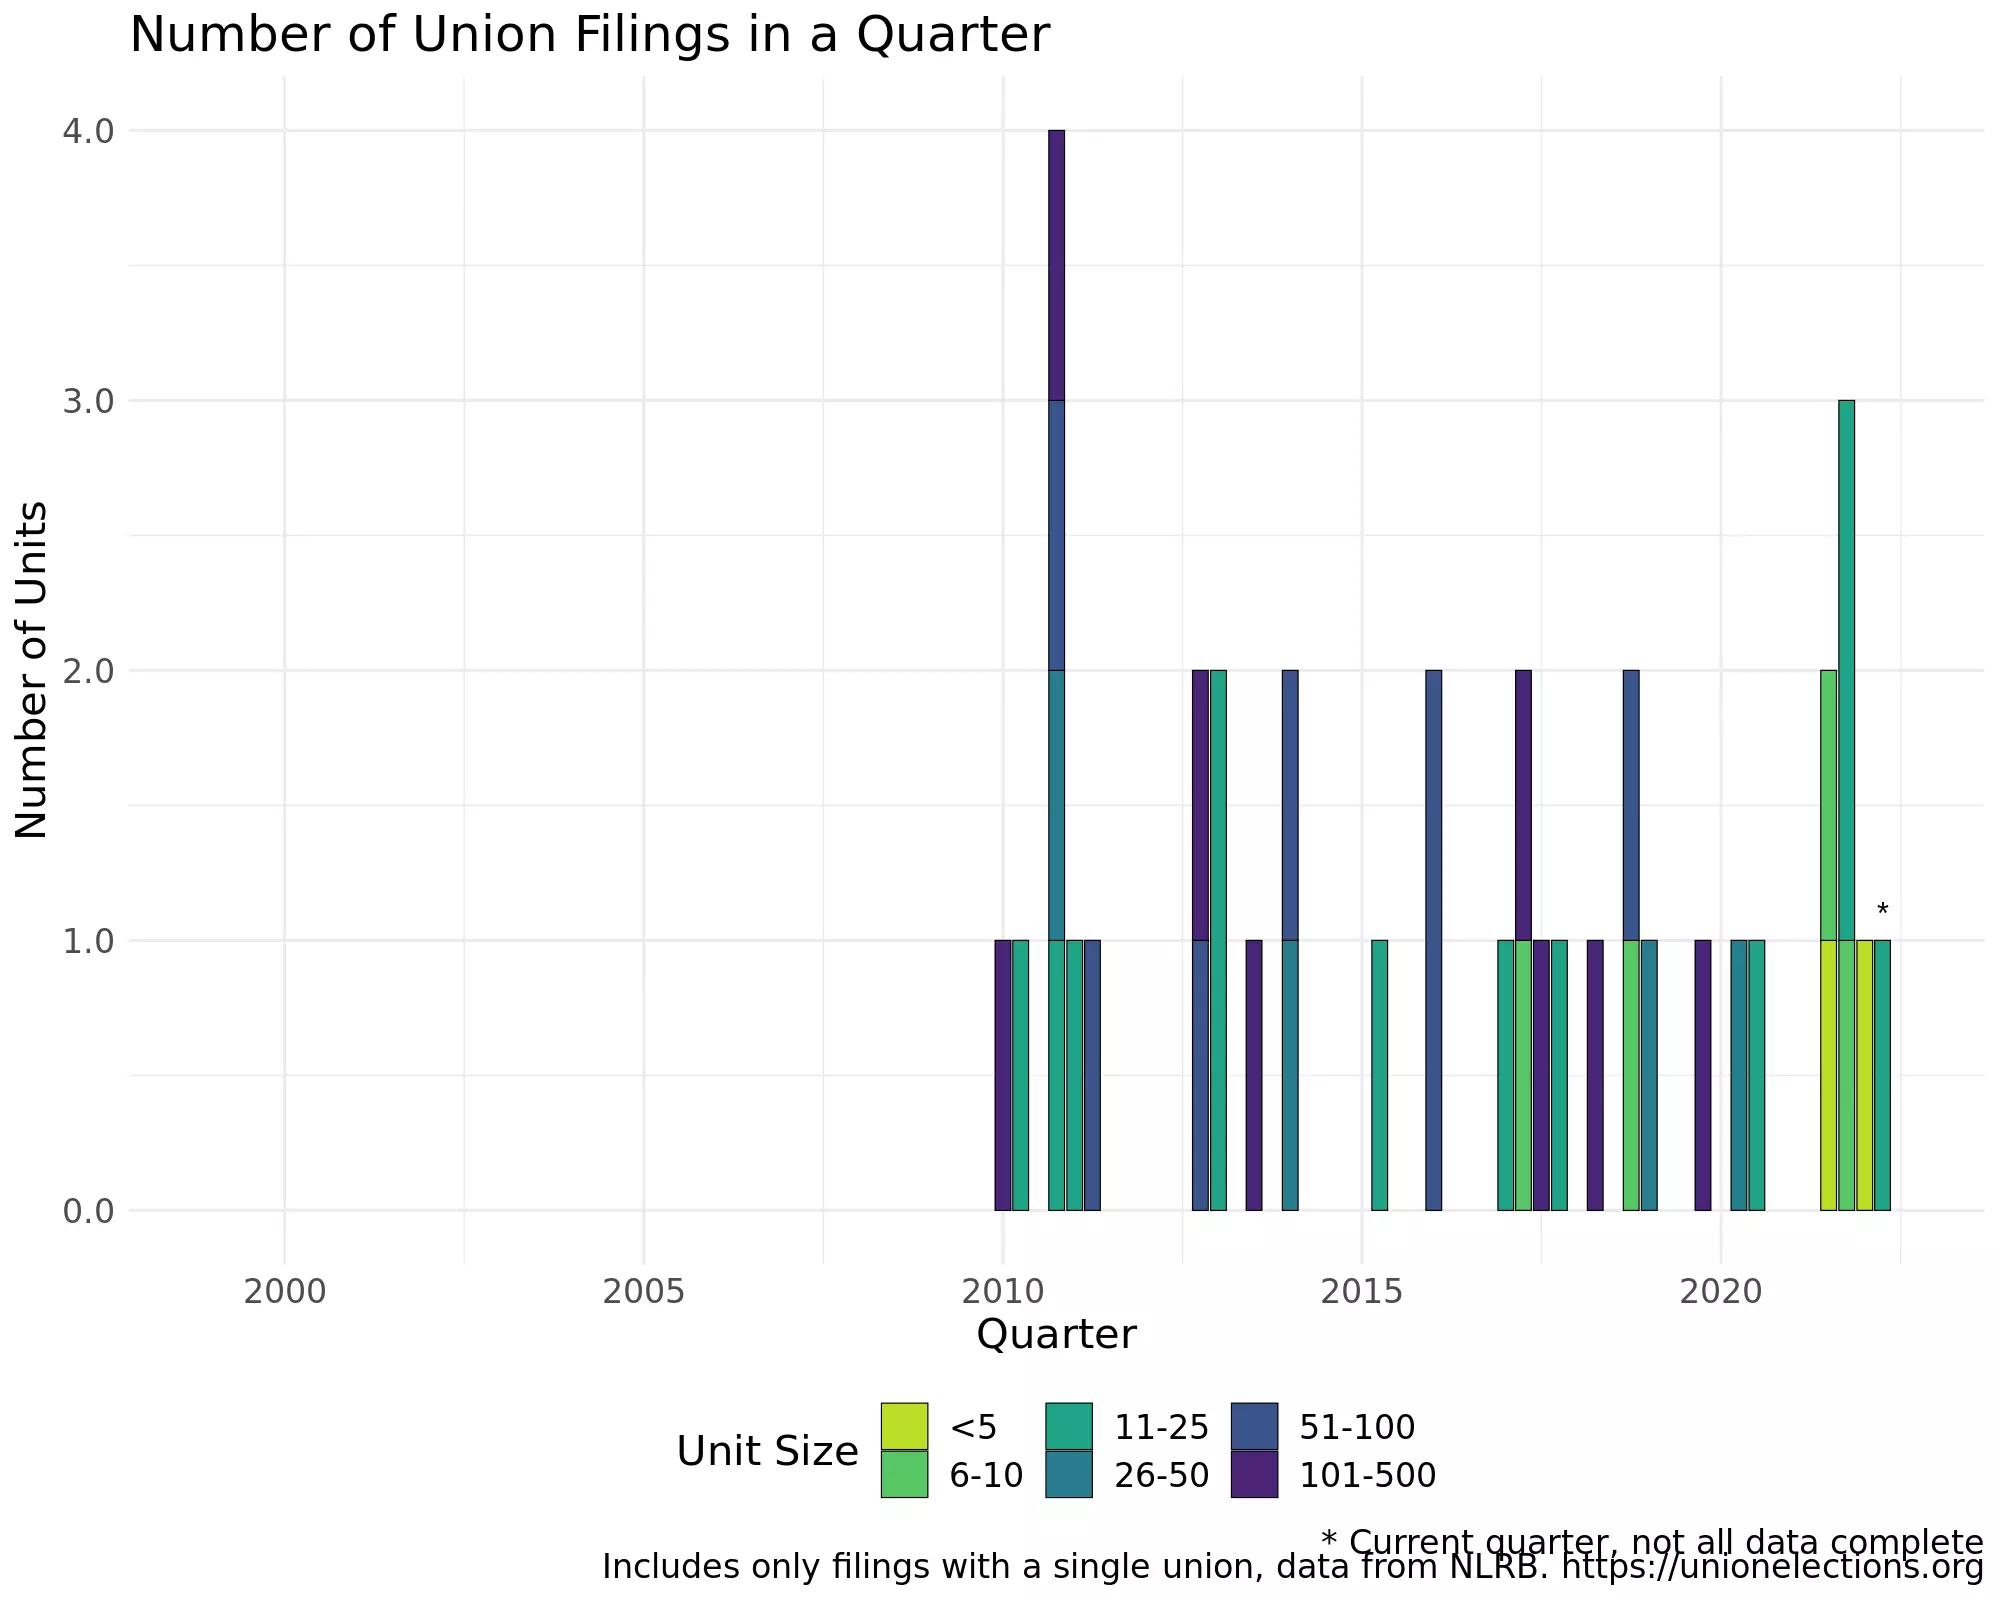 Number of Union Filings in a Quarter
Number of Units
4.0
3.0
2.0
1.0
0.0
*
2000 2005 2010 2015 2020
Quarter
Unit Size
<5 11-25 51-100
6-10 26-50 101-500
* Current quarter, not all data complete
Includes only filings with a single union, data from NLRB. https://unionelections.org